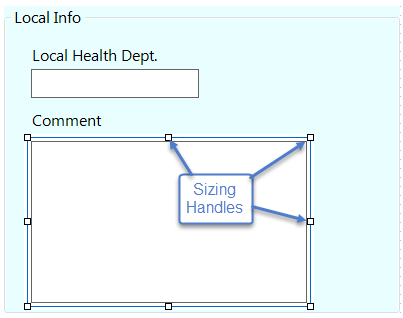 Local Info
Local Health Dept.
Comment
Sizing
Handles